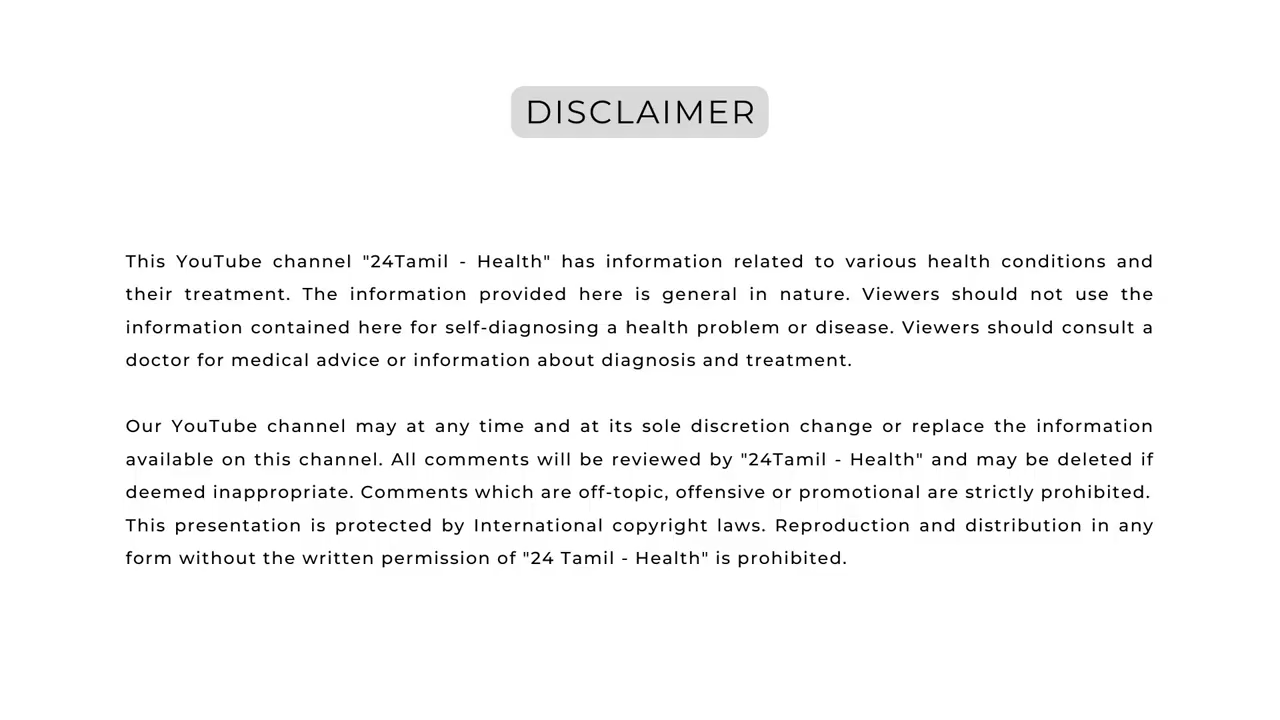 DISCLAIMER
This YouTube channel "24Tamil - Health" has information related to various health conditions and
their treatment. The information provided here is general in nature. Viewers should not use the
information contained here for self-diagnosing a health problem or disease. Viewers should consult a
doctor for medical advice or information about diagnosis and treatment.
Our YouTube channel may at any time and at its sole discretion change or replace the information
available on this channel. All comments will be reviewed by "24Tamil - Health" and may be deleted if
deemed inappropriate. Comments which are off-topic, offensive or promotional are strictly prohibited.
This presentation is protected by International copyright laws. Reproduction and distribution in any
form without the written permission of "24 Tamil - Health" is prohibited.